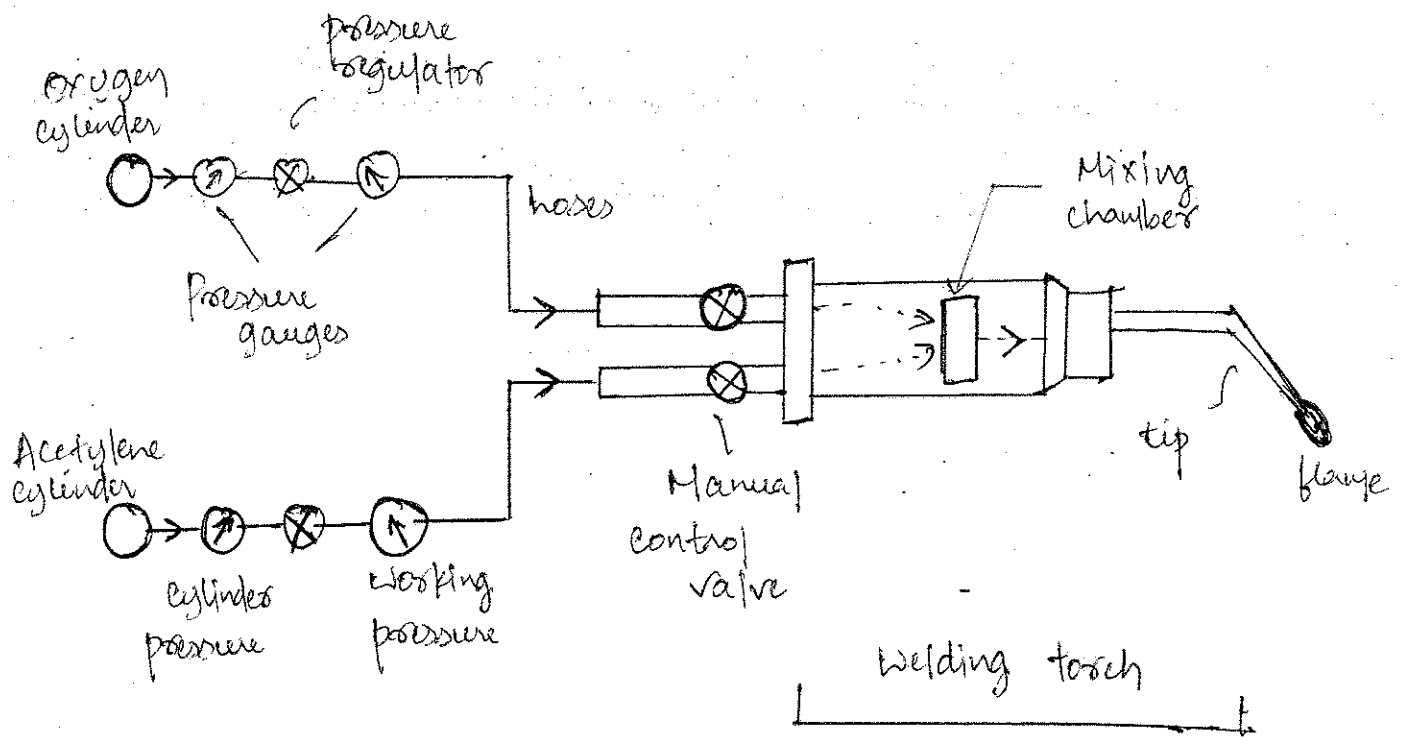 pressure
regulator
Oxygen
cylinder
hoses
Pressure
gauges
Mixing
chamber
Acetylene
cylinder
cylinder
pressure
working
pressure
Manual
control
valve
tip
flame
Welding torch